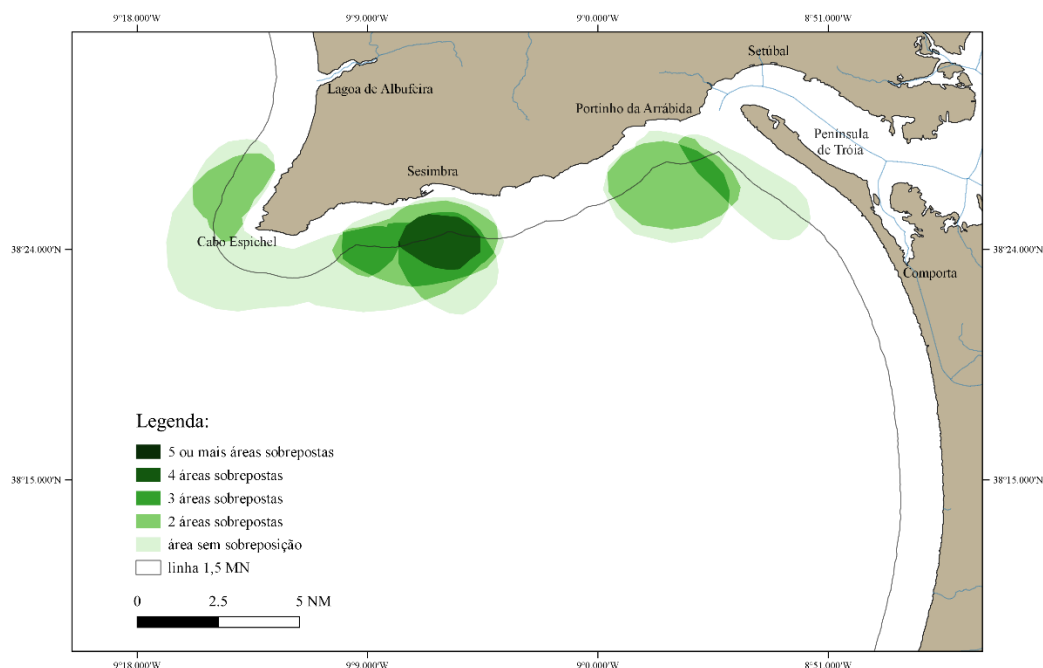 9°18.000'W 9°9.000'W 9°0.000'W 8°51.000'W
Setúbal
Lagoa de Albufeira
Portinho da Arrábida
Península
de Tróia
Sesimbra
Cabo Espichel
38°24.000'N 38°24.000'N
Comporta
Legenda:
5 ou mais áreas sobrepostas
4 áreas sobrepostas
38°15.000'N 38°15.000'N
3 áreas sobrepostas
2 áreas sobrepostas
área sem sobreposição
linha 1,5 MN
0 2.5 5 NM
9°18.000'W 9°9.000'W 9°0.000'W 8°51.000'W